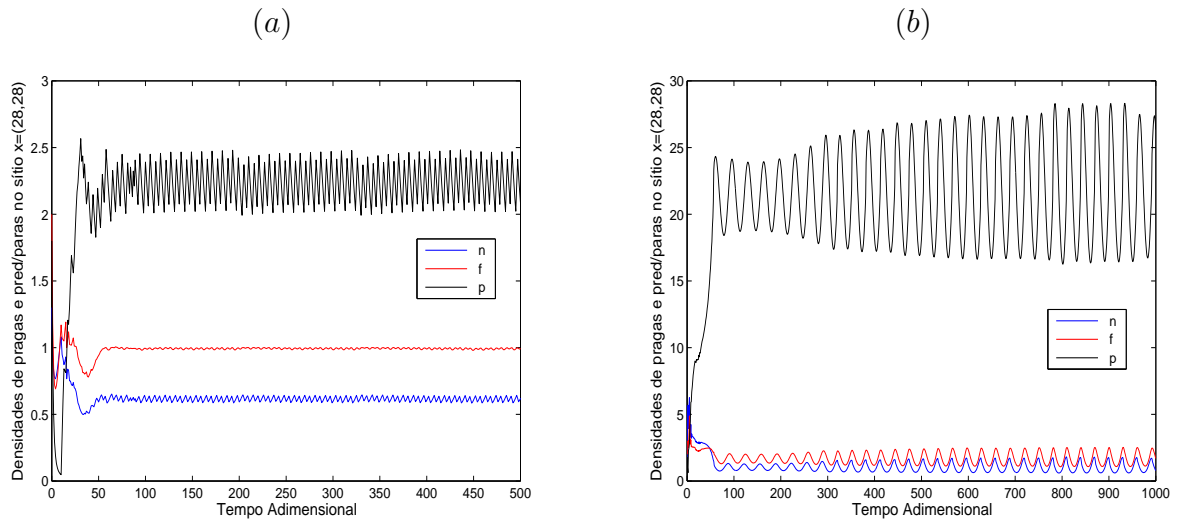 (a)
Densidades de pragas e pred/paras no sítio x=(28,28)
3
2.5
2
1.5
1
0.5
0
n
f
p
0 50 100 150 200 250 300 350 400 450 500
Tempo Adimensional
(b)
Densidades de pragas e pred/paras no sítio x=(28,28)
30
25
20
15
10
5
0
n
f
p
0 100 200 300 400 500 600 700 800 900 1000
Tempo Adimensional